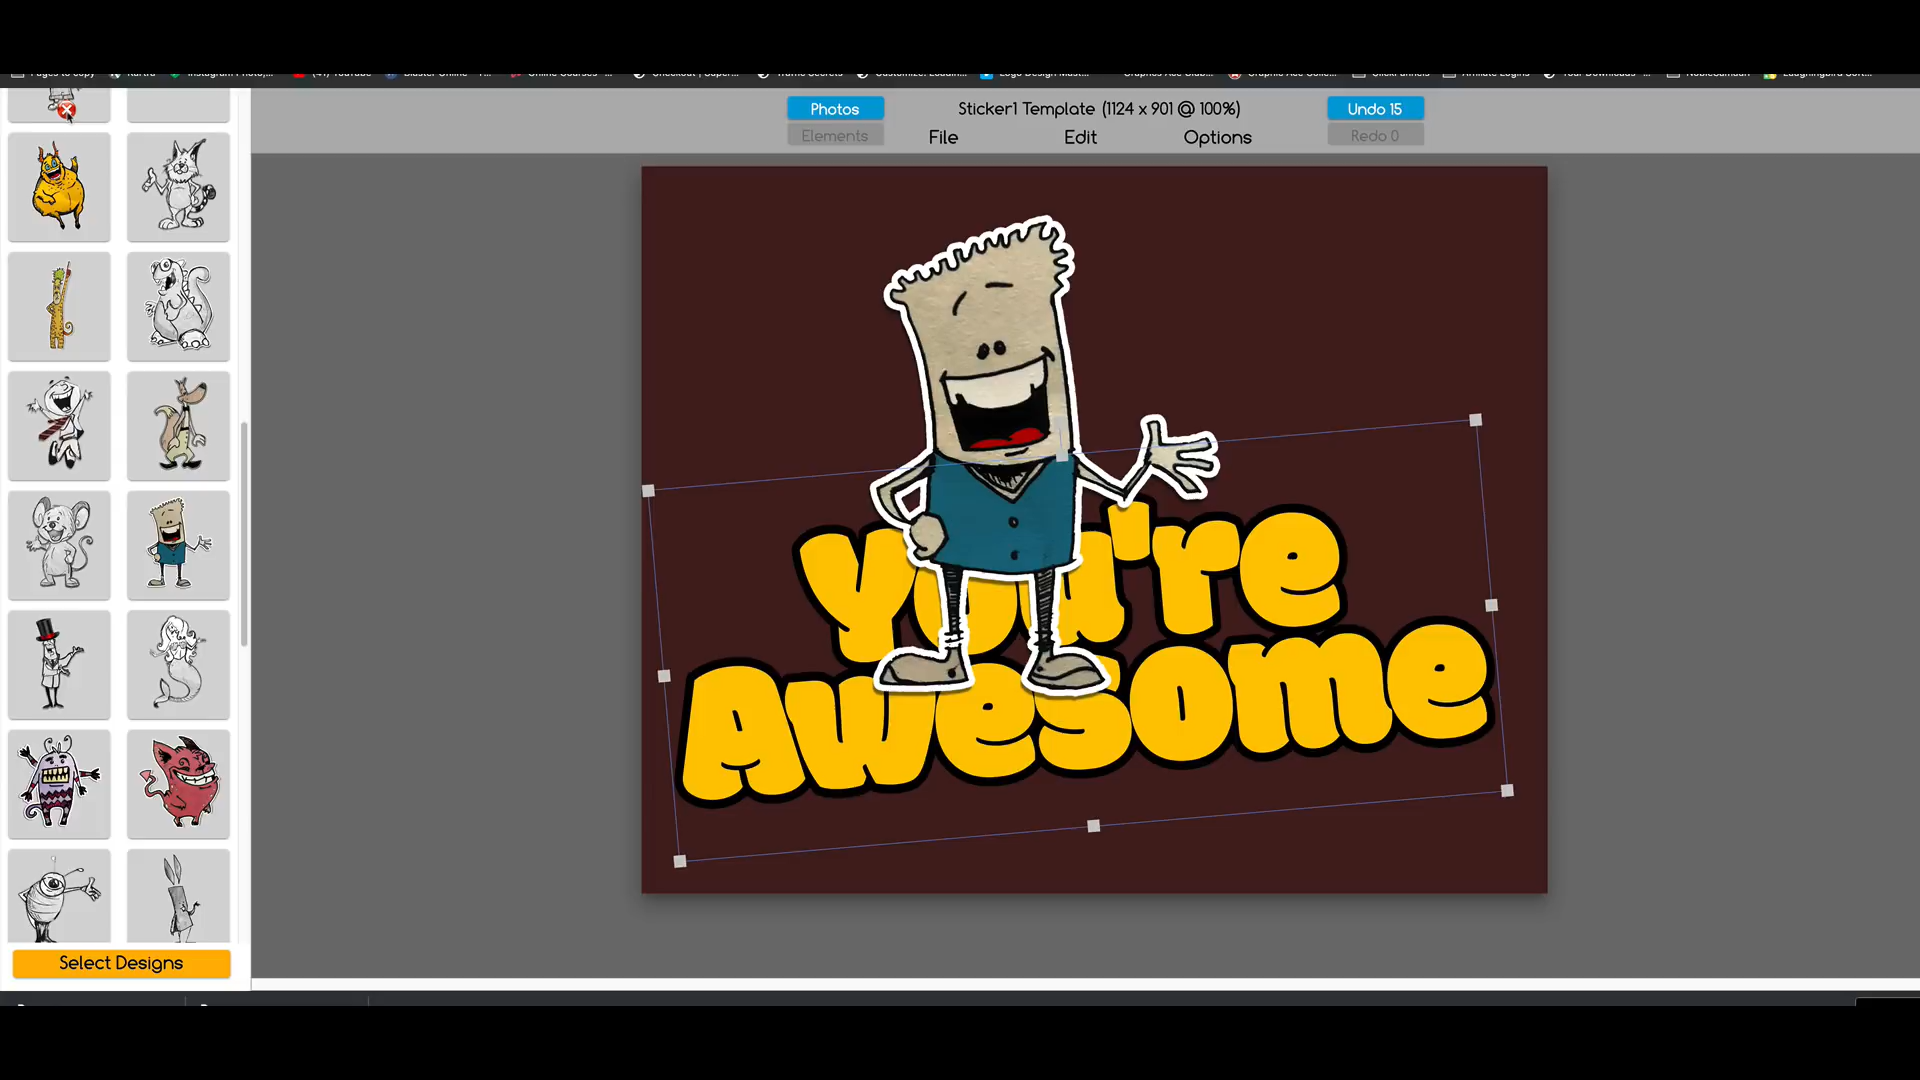 Photos
Sticker1 Template (1124 x 901 @ 100%)
Undo 15
Elements
File
Edit
Options
Redo 0
You're
Awesome
Select Designs